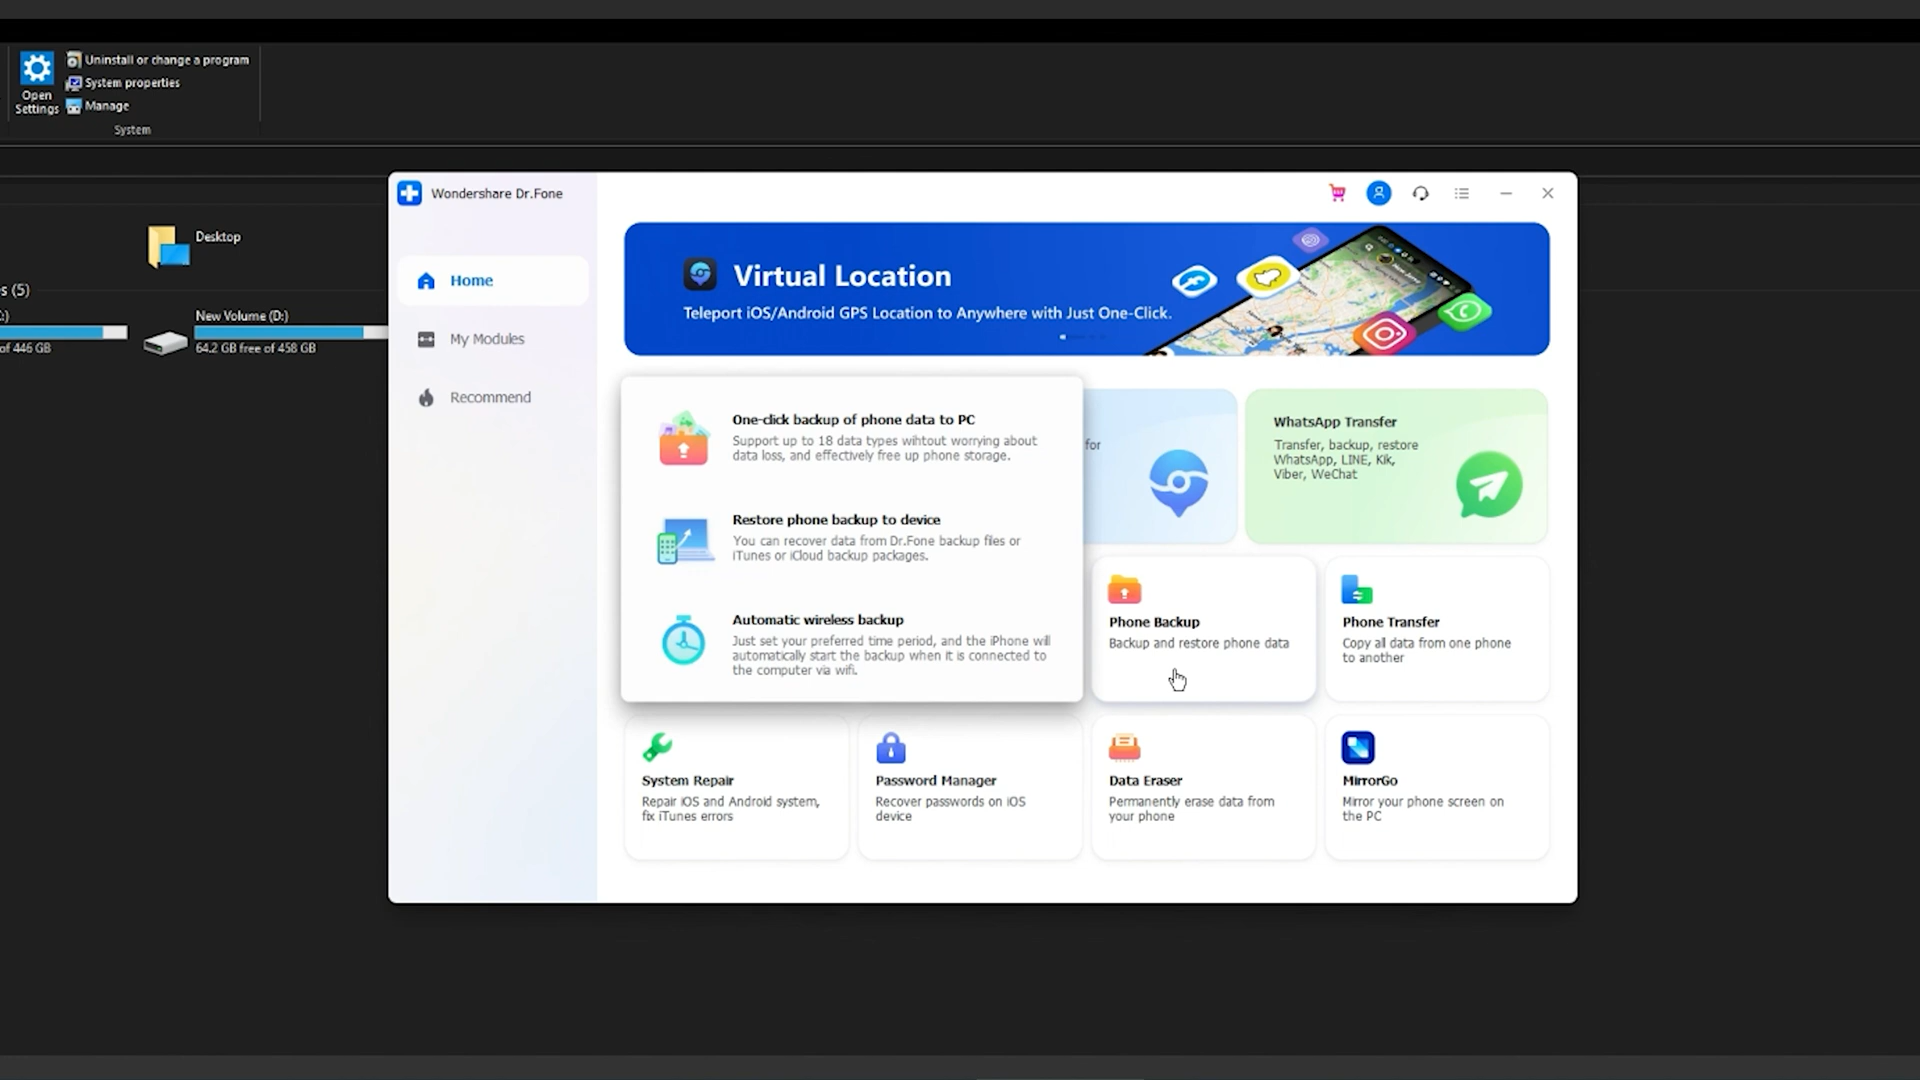 Uninstall or change a program
System properties
Manage
Open
Settings
System
Desktop
s (5)
:)
of 446 GB
New Volume (D:)
64.2 GB free of 458 GB
Wondershare Dr.Fone
Home
My Modules
Recommend
Virtual Location
Teleport iOS/Android GPS Location to Anywhere with Just One-Click.
One-click backup of phone data to PC
Support up to 18 data types wihtout worrying about
data loss, and effectively free up phone storage.
Restore phone backup to device
You can recover data from Dr.Fone backup files or
iTunes or iCloud backup packages.
Automatic wireless backup
Just set your preferred time period, and the iPhone will
automatically start the backup when it is connected to
the computer via wifi.
for
WhatsApp Transfer
Transfer, backup, restore
WhatsApp, LINE, Kik,
Viber, WeChat
Phone Backup
Backup and restore phone data
Phone Transfer
Copy all data from one phone
to another
System Repair
Repair iOS and Android system,
fix iTunes errors
Password Manager
Recover passwords on iOS
device
Data Eraser
Permanently erase data from
your phone
MirrorGo
Mirror your phone screen on
the PC